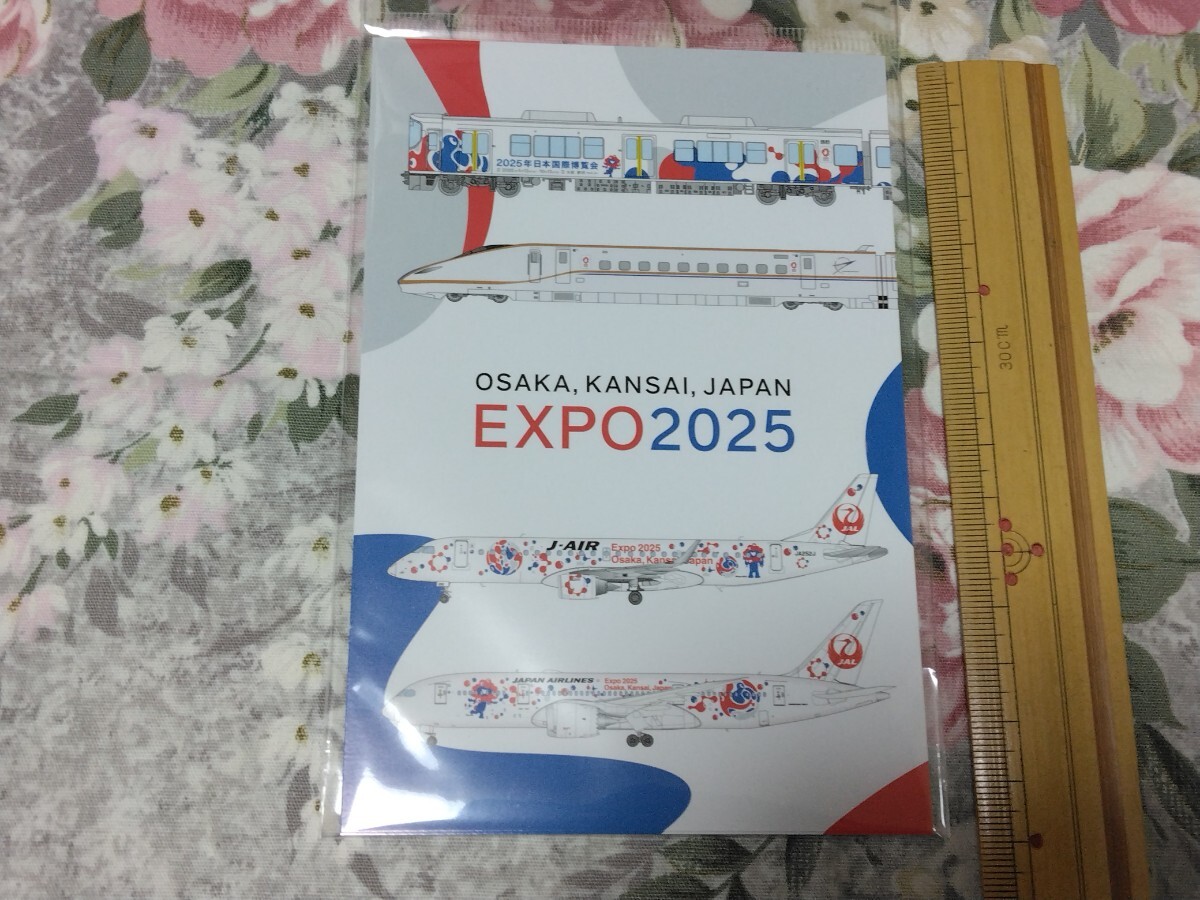 2025年日本国際博覧会
OSAKA, KANSAI, JAPAN
EXPO2025
JAL
J-AIR
Expo 2025
Osaka, Kansai, Japan
JAL
JAPAN AIRLINES
Expo 2025
Osaka, Kansai, Japan
30cm